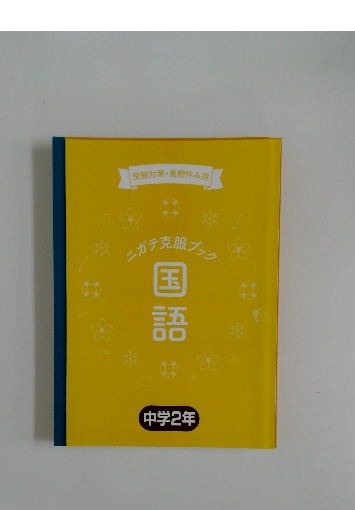 受験対策・長期休み用
ニガテ克服ブック
国
語
中学2年